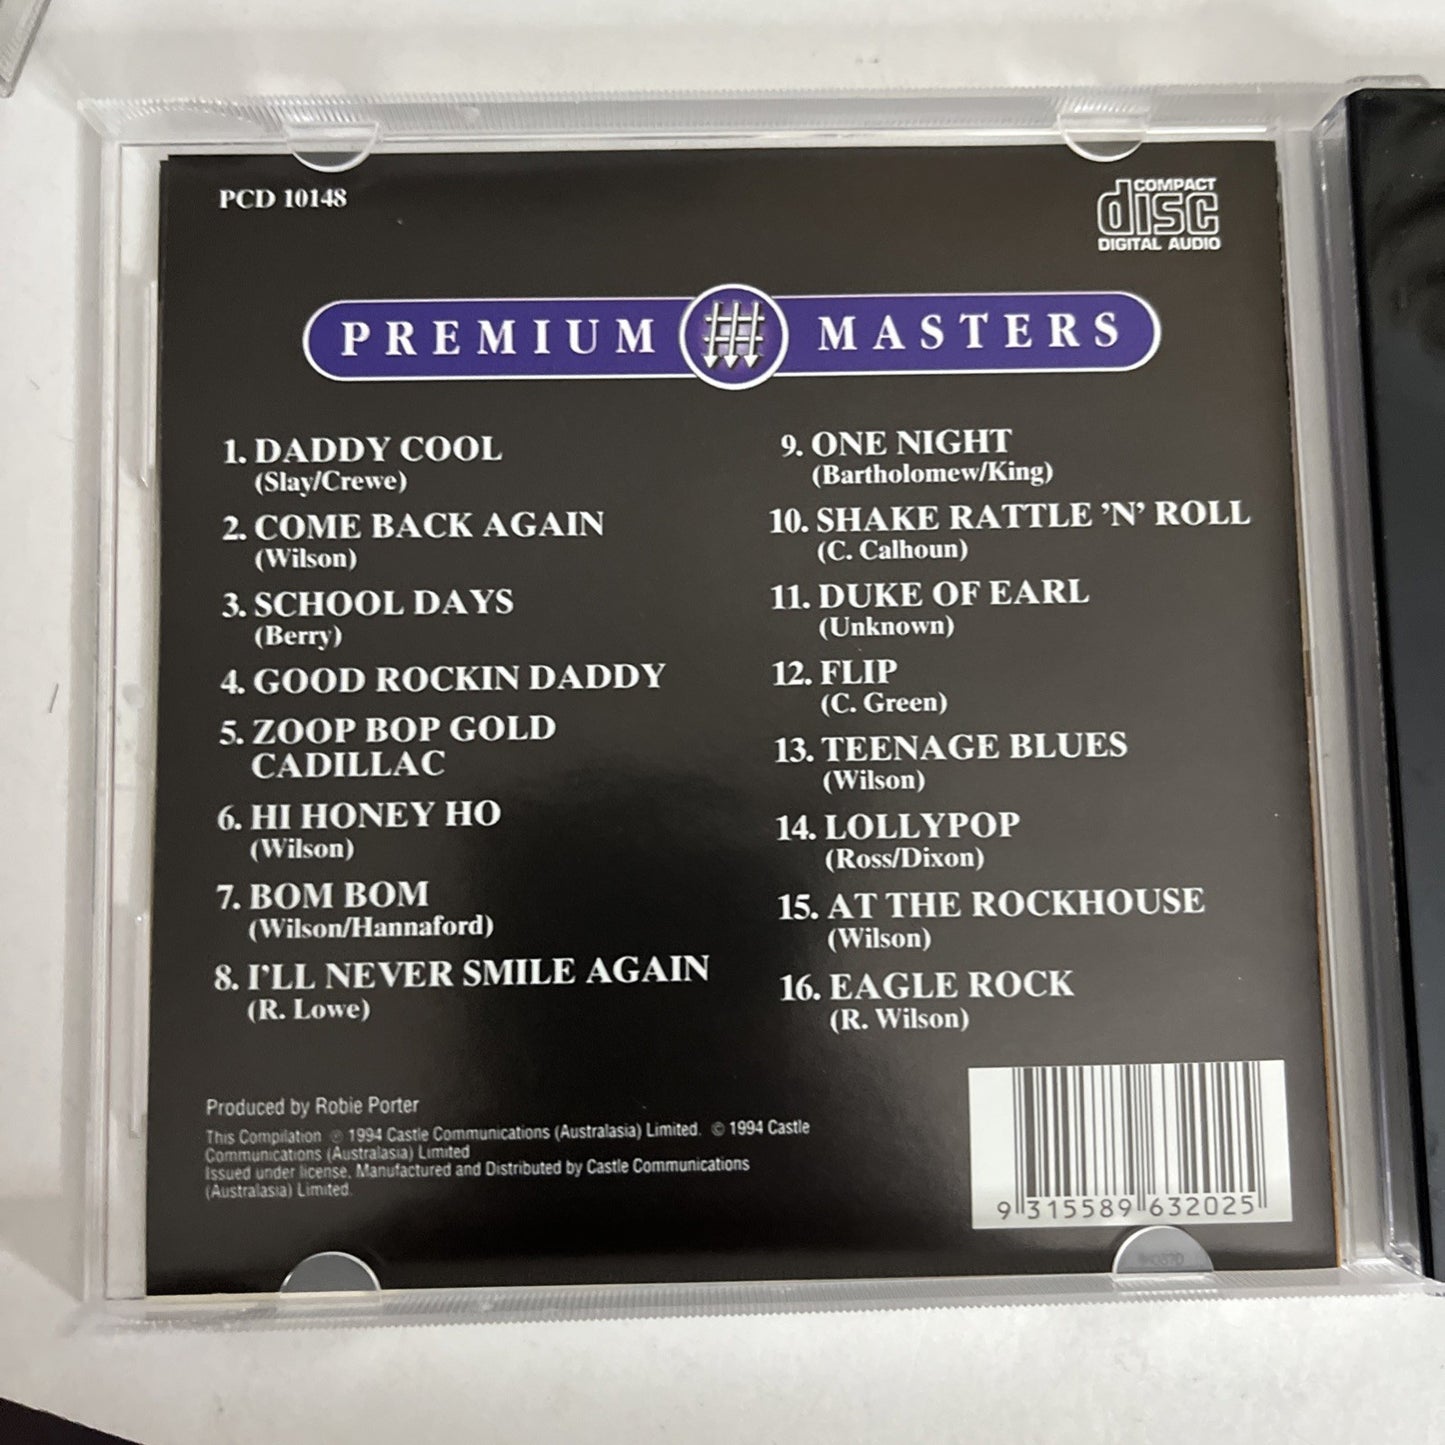 PCD 10148
COMPACT
disc
DIGITAL AUDIO
PREMIUM MASTERS
1. DADDY COOL
(Slay/Crewe)
2. COME BACK AGAIN
(Wilson)
3. SCHOOL DAYS
(Berry)
4. GOOD ROCKIN DADDY
5. ZOOP BOP GOLD
CADILLAC
6. HI HONEY HO
(Wilson)
7. BOM BOM
(Wilson/Hannaford)
8. I'LL NEVER SMILE AGAIN
(R. Lowe)
9. ONE NIGHT
(Bartholomew/King)
10. SHAKE RATTLE 'N' ROLL
(C. Calhoun)
11. DUKE OF EARL
(Unknown)
12. FLIP
(C. Green)
13. TEENAGE BLUES
(Wilson)
14. LOLLYPOP
(Ross/Dixon)
15. AT THE ROCKHOUSE
(Wilson)
16. EAGLE ROCK
(R. Wilson)
Produced by Robie Porter
This Compilation ℗ 1994 Castle Communications (Australasia) Limited. © 1994 Castle
Communications (Australasia) Limited
Issued under license. Manufactured and Distributed by Castle Communications
(Australasia) Limited.
9 315589 632025